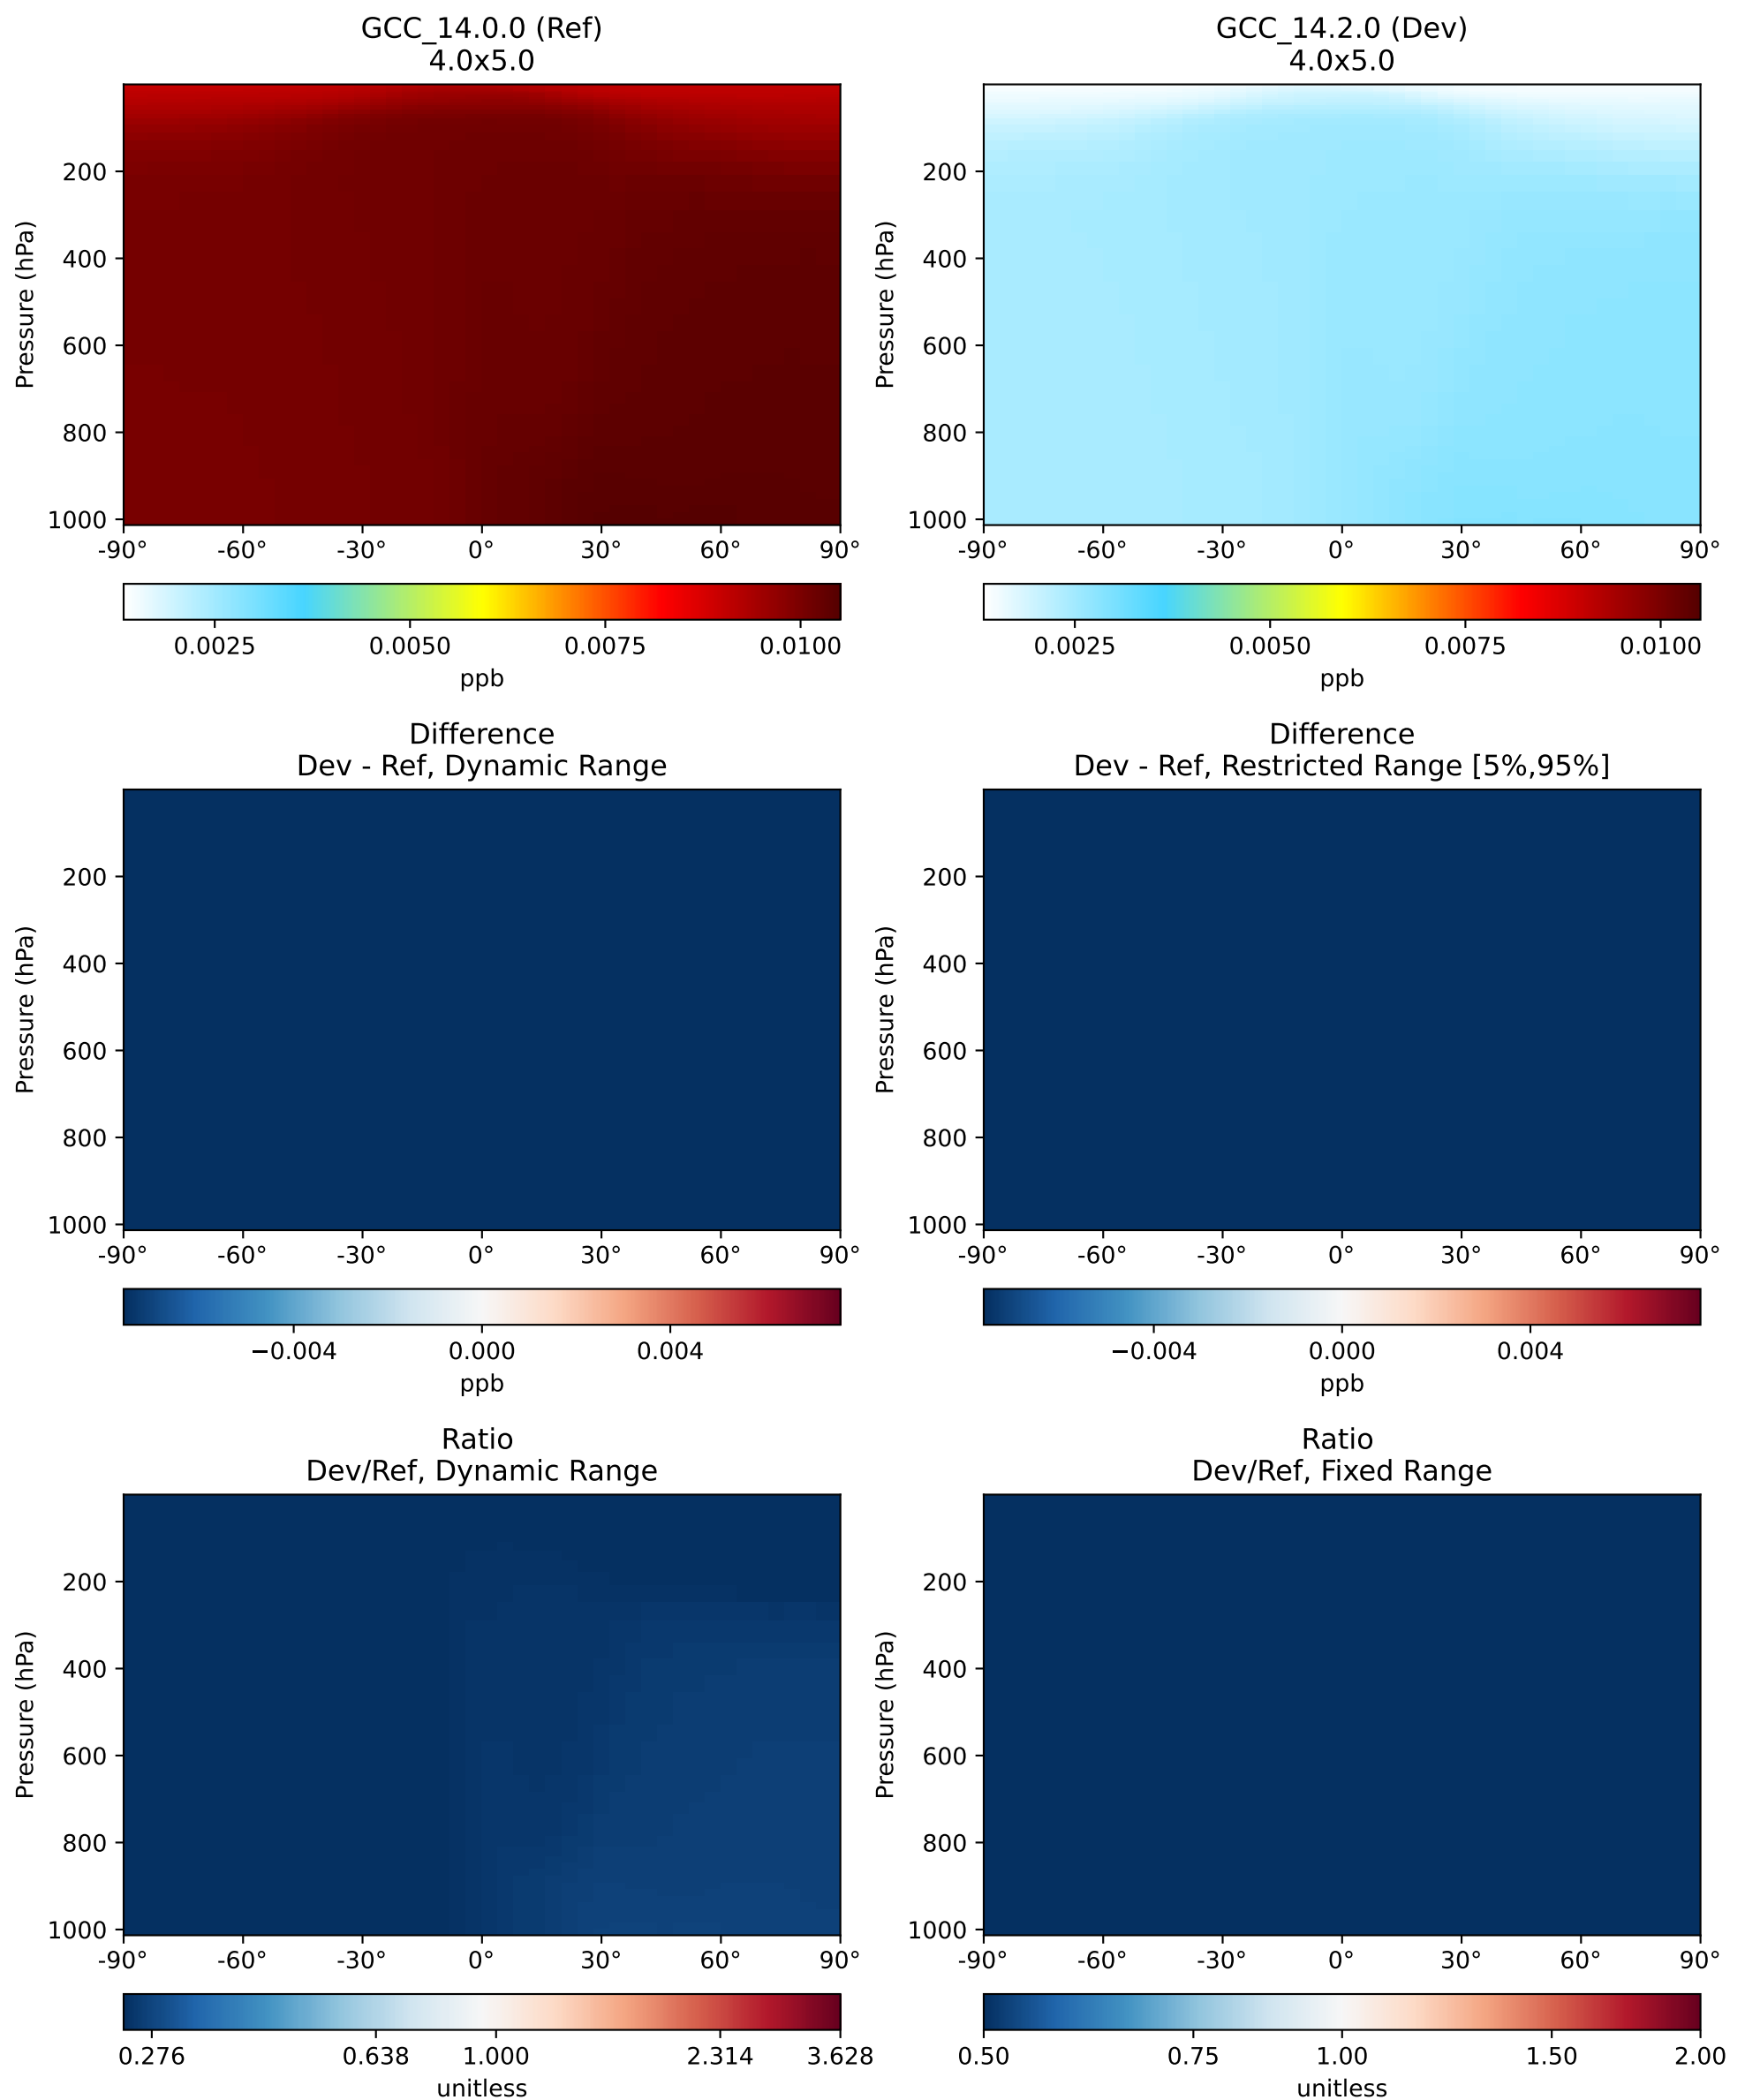 GCC_14.0.0 (Ref)
4.0x5.0
Pressure (hPa)
200
400
600
800
1000
-90° -60° -30° 0° 30° 60° 90°
0.0025 0.0050 0.0075 0.0100
ppb
GCC_14.2.0 (Dev)
4.0x5.0
Pressure (hPa)
200
400
600
800
1000
-90° -60° -30° 0° 30° 60° 90°
0.0025 0.0050 0.0075 0.0100
ppb
Difference
Dev - Ref, Dynamic Range
Pressure (hPa)
200
400
600
800
1000
-90° -60° -30° 0° 30° 60° 90°
−0.004 0.000 0.004
ppb
Difference
Dev - Ref, Restricted Range [5%,95%]
Pressure (hPa)
200
400
600
800
1000
-90° -60° -30° 0° 30° 60° 90°
−0.004 0.000 0.004
ppb
Ratio
Dev/Ref, Dynamic Range
Pressure (hPa)
200
400
600
800
1000
-90° -60° -30° 0° 30° 60° 90°
0.276 0.638 1.000 2.314 3.628
unitless
Ratio
Dev/Ref, Fixed Range
Pressure (hPa)
200
400
600
800
1000
-90° -60° -30° 0° 30° 60° 90°
0.50 0.75 1.00 1.50 2.00
unitless